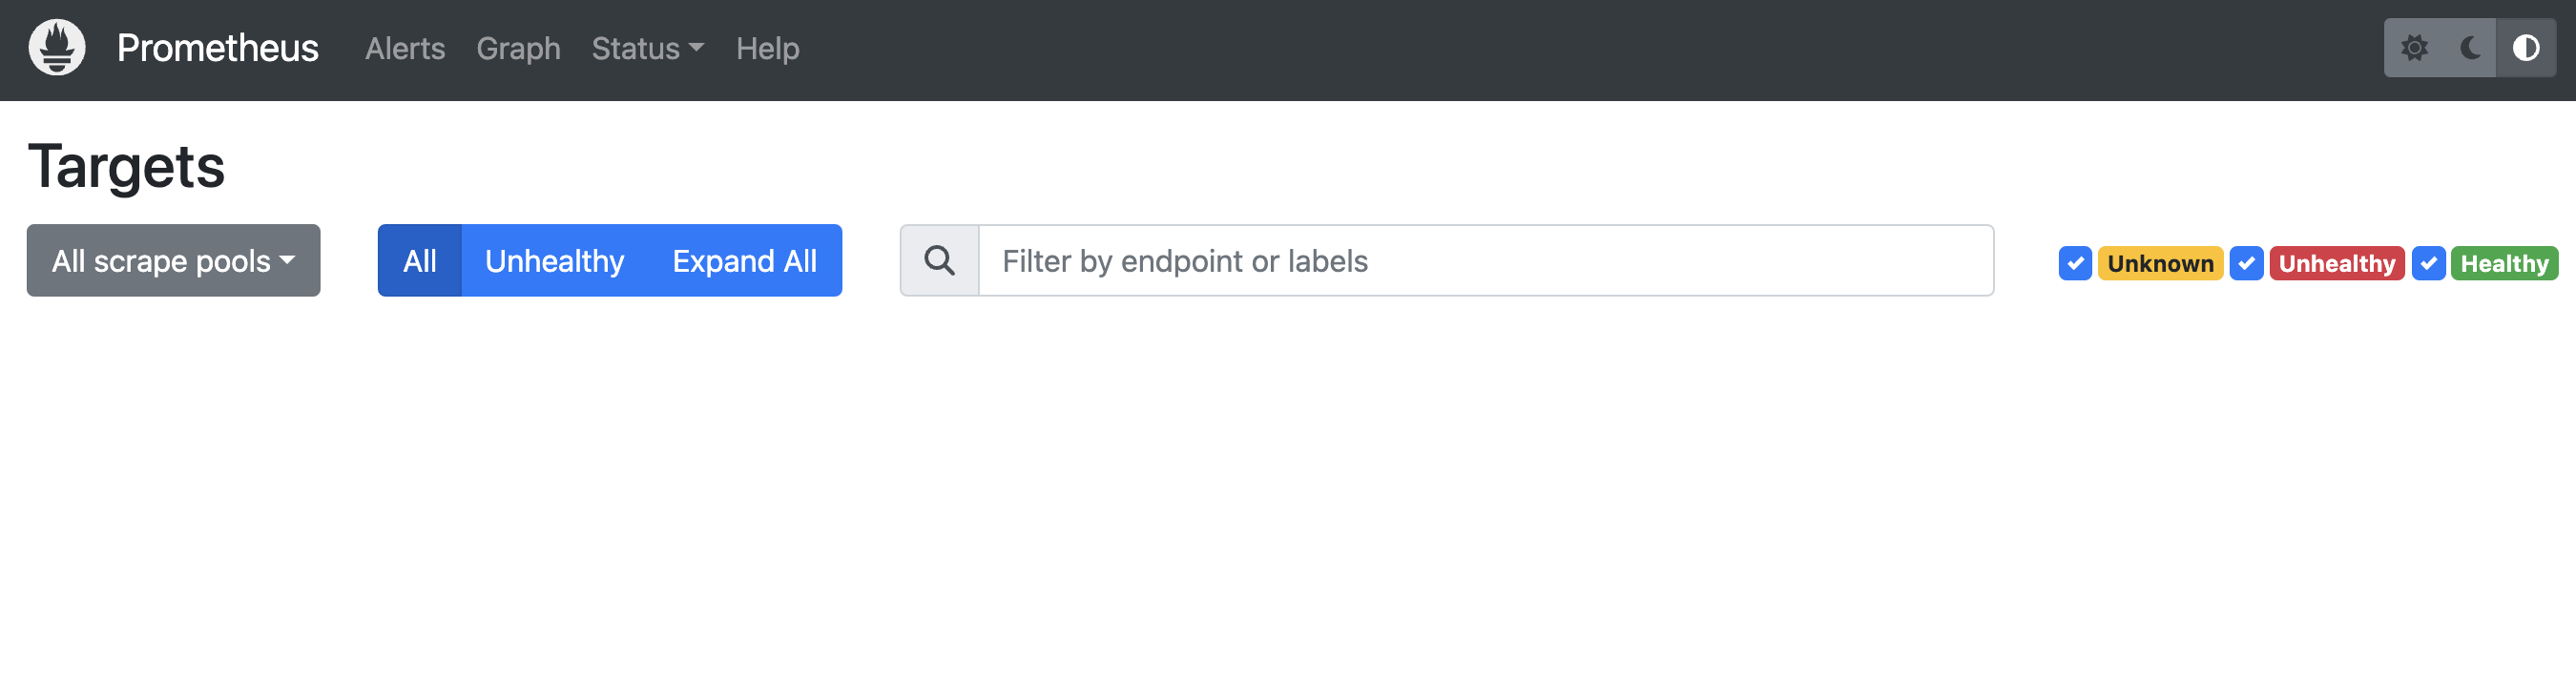 Prometheus Alerts Graph Status Help
Targets
All scrape pools All Unhealthy Expand All Filter by endpoint or labels Unknown Unhealthy Healthy